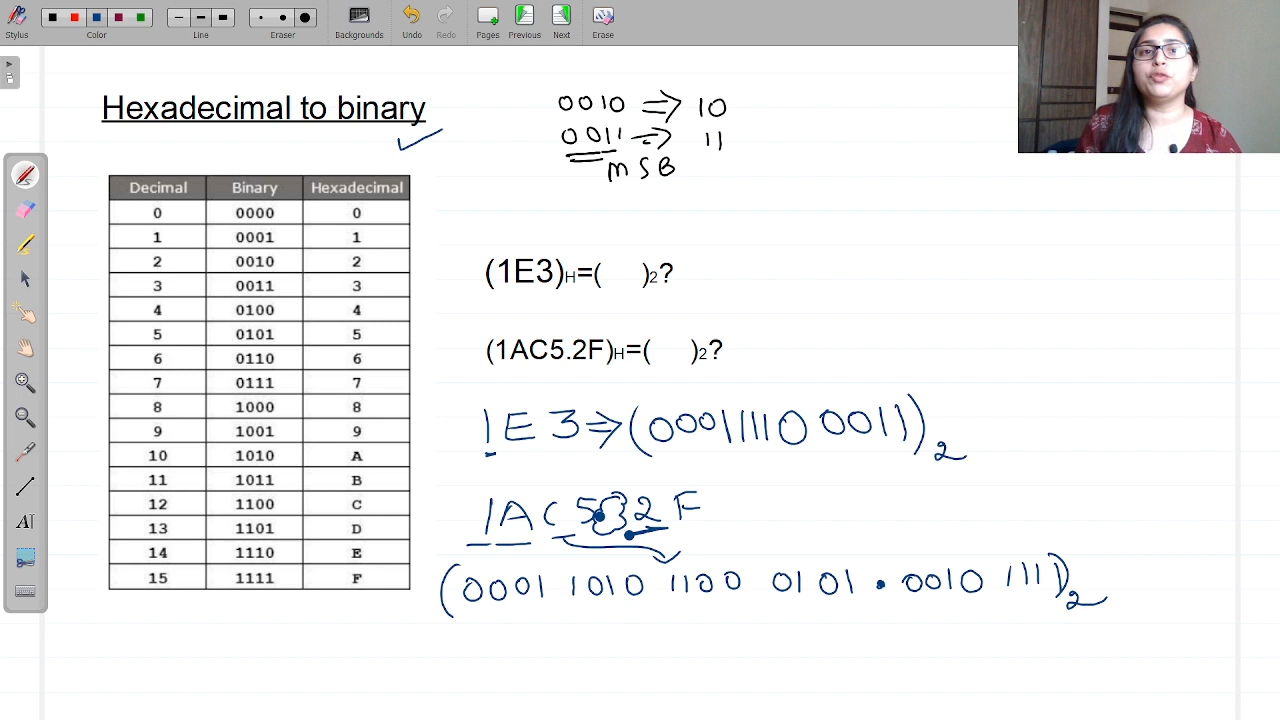 Stylus Color Line Eraser Backgrounds Undo Redo Pages Previous Next Erase
Hexadecimal to binary
0010 => 10
0011 -> 11
MSB
Decimal Binary Hexadecimal
0 0000 0
1 0001 1
2 0010 2
3 0011 3
4 0100 4
5 0101 5
6 0110 6
7 0111 7
8 1000 8
9 1001 9
10 1010 A
11 1011 B
12 1100 C
13 1101 D
14 1110 E
15 1111 F
(1E3)H=( )2?
(1AC5.2F)H=( )2?
1E3=>(00011110 0011)2
1AC5.2F
(0001 1010 1100 0101 . 0010 1111)2